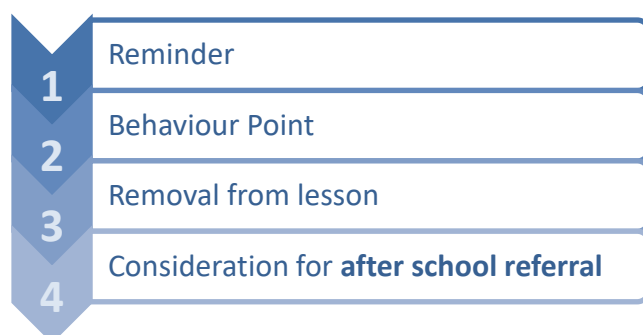 1 Reminder
2 Behaviour Point
3 Removal from lesson
4 Consideration for after school referral